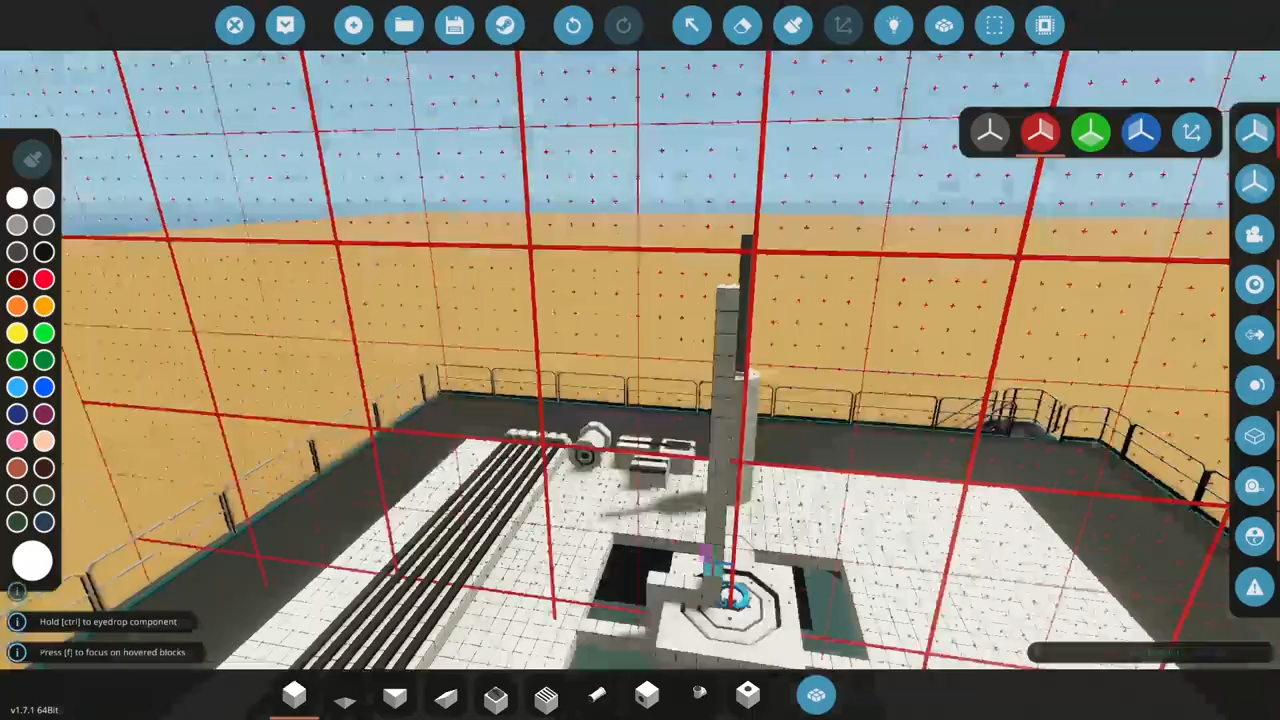 Hold [ctrl] to eyedrop component
Press [f] to focus on hovered blocks
v1.7.1 64Bit